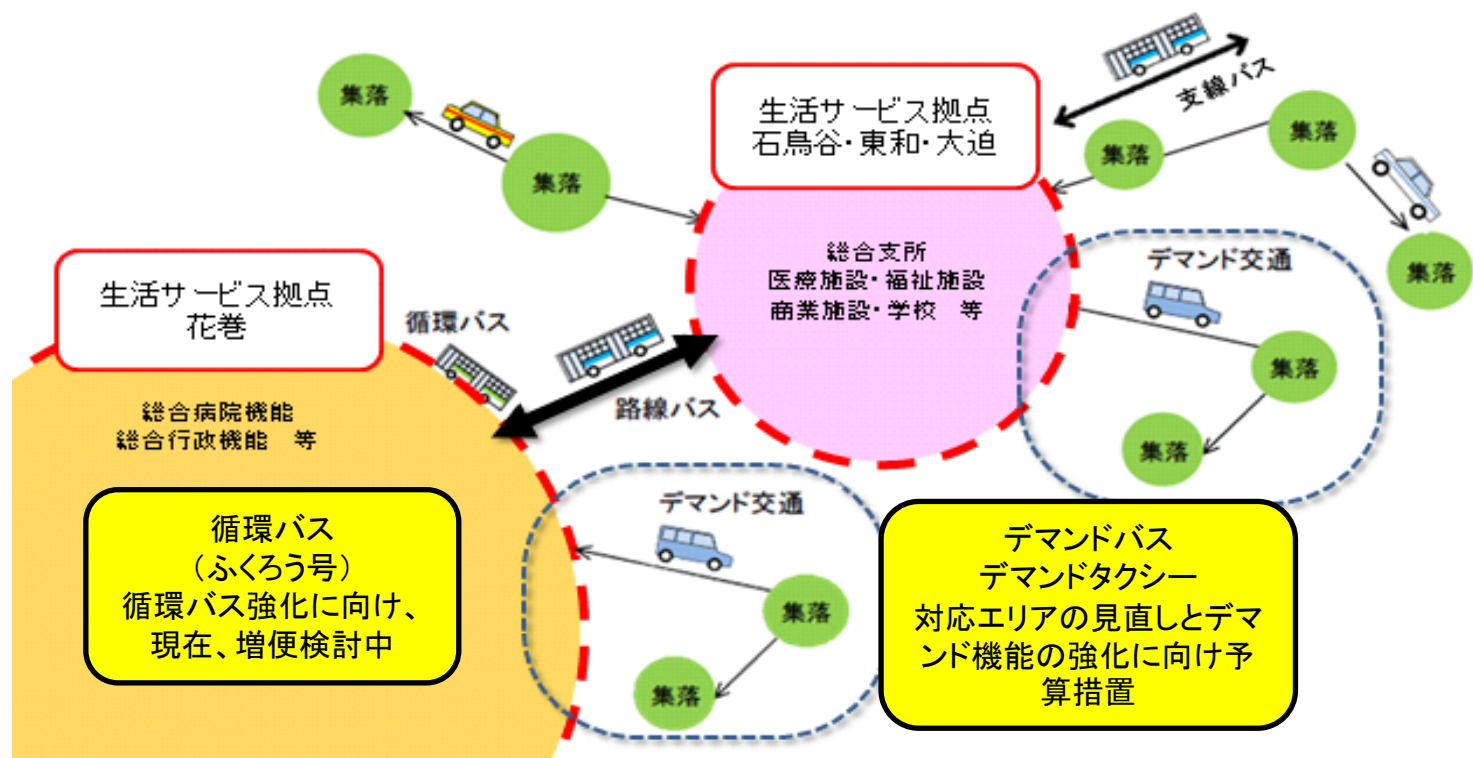 支線バス
集落
集落
生活サービス拠点
石鳥谷・東和・大迫
集落
集落
集落
総合支所
医療施設・福祉施設
商業施設・学校　等
デマンド交通
集落
集落
生活サービス拠点
花巻
循環バス
路線バス
総合病院機能
総合行政機能　等
デマンド交通
集落
集落
循環バス
（ふくろう号）
循環バス強化に向け、
現在、増便検討中
デマンドバス
デマンドタクシー
対応エリアの見直しとデマ
ンド機能の強化に向け予
算措置